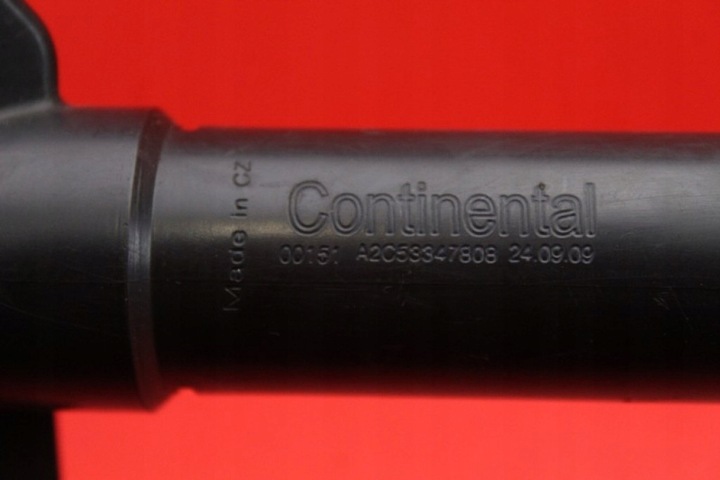 Made in CZ
Continental
00151 A2C53347808 24.09.09